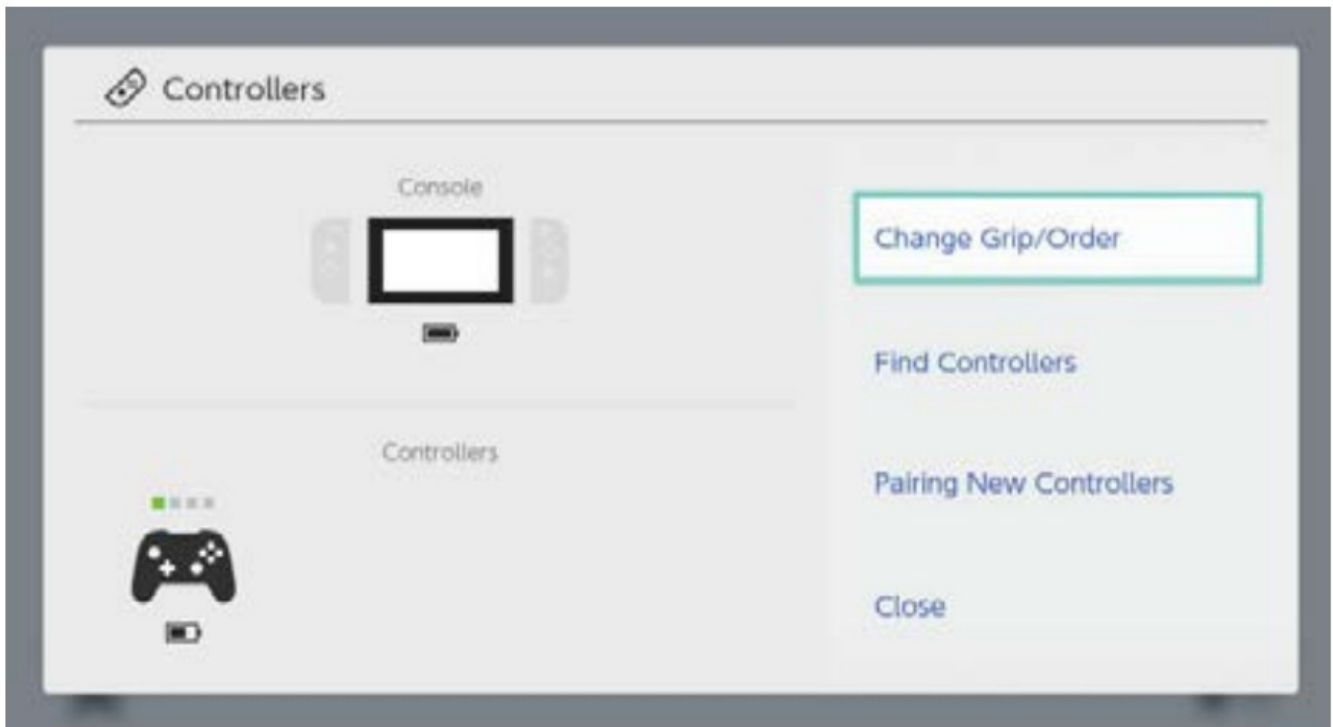 Controllers
Console
Change Grip/Order
Find Controllers
Controllers
Pairing New Controllers
Close